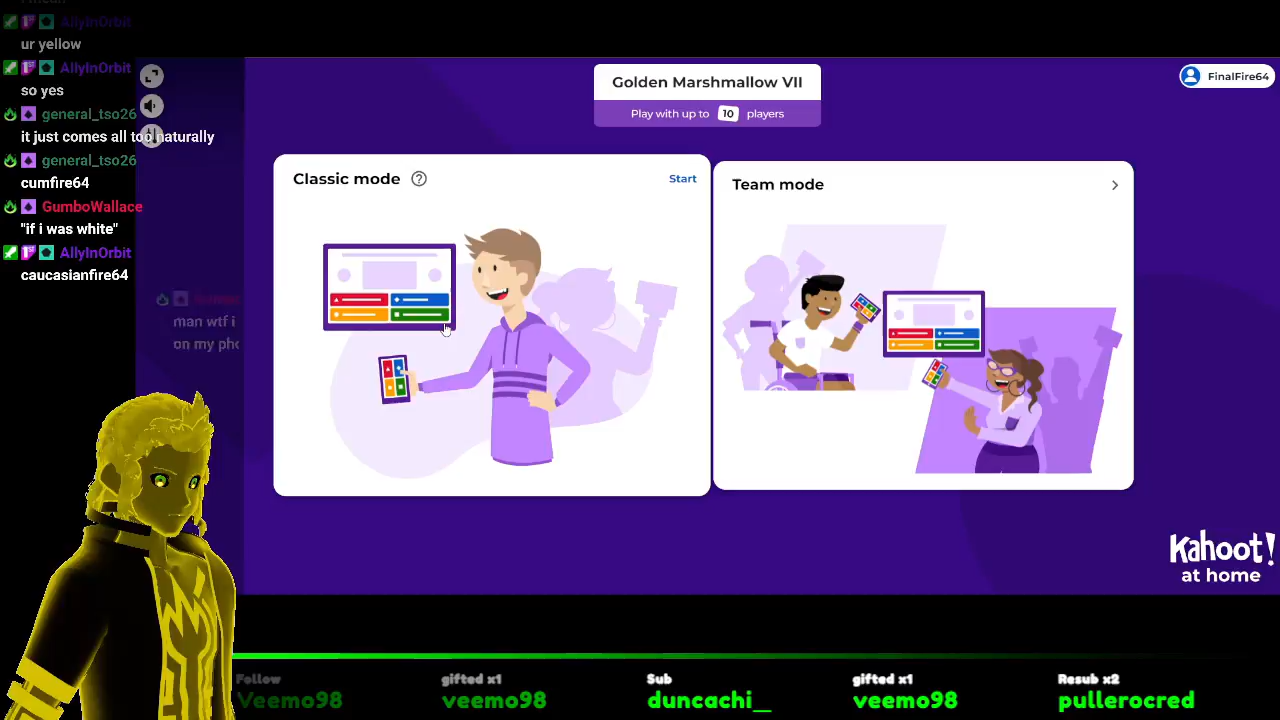 AllyInOrbit
ur yellow
AllyInOrbit
so yes
general_tso26
it just comes all too naturally
general_tso26
cumfire64
GumboWallace
"if i was white"
AllyInOrbit
caucasianfire64
man wtf i
on my pho
Golden Marshmallow VII
Play with up to 10 players
FinalFire64
Classic mode ?
Start
Team mode
Kahoot!
at home
Follow
Veemo98
gifted x1
veemo98
Sub
duncachi__
gifted x1
veemo98
Resub x2
pullerocred